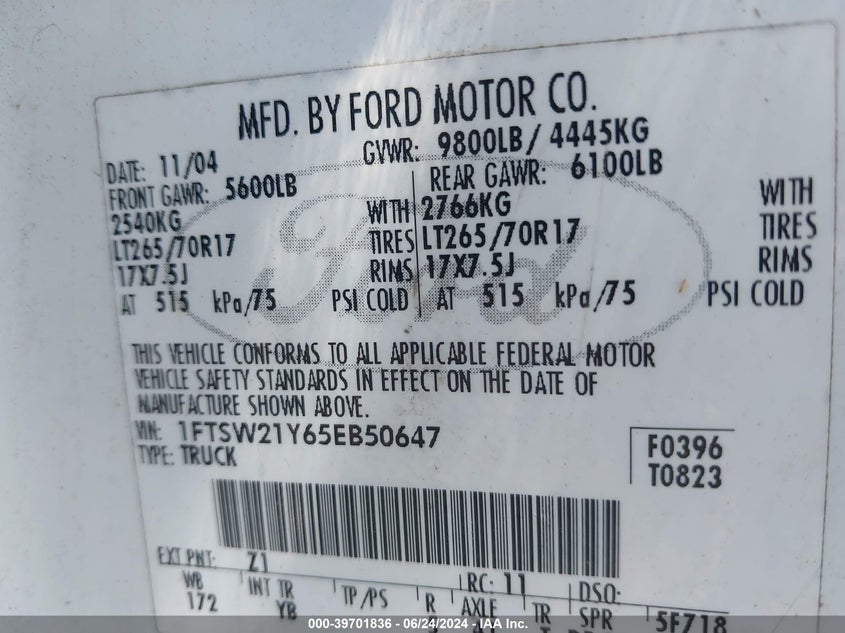 MFD. BY FORD MOTOR CO.
DATE: 11/04 GVWR: 9800LB/ 4445KG
FRONT GAWR: 5600LB REAR GAWR: 6100LB
2540KG WITH 2766KG WITH
LT265/70R17 TIRES LT265/70R17 TIRES
17X7.5J RIMS 17X7.5J RIMS
AT 515 kPa/75 PSI COLD AT 515 kPa/75 PSI COLD
Ford
THIS VEHICLE CONFORMS TO ALL APPLICABLE FEDERAL MOTOR
VEHICLE SAFETY STANDARDS IN EFFECT ON THE DATE OF
MANUFACTURE SHOWN ABOVE.
VIN: 1FTSW21Y65EB50647 F0396
TYPE: TRUCK T0823
EXT PNT: Z1 RC: 11 DSO:
WB INT TR TP/PS R AXLE TR SPR 5F718
172 YB
000-39701836 - 06/24/2024 - IAA Inc.